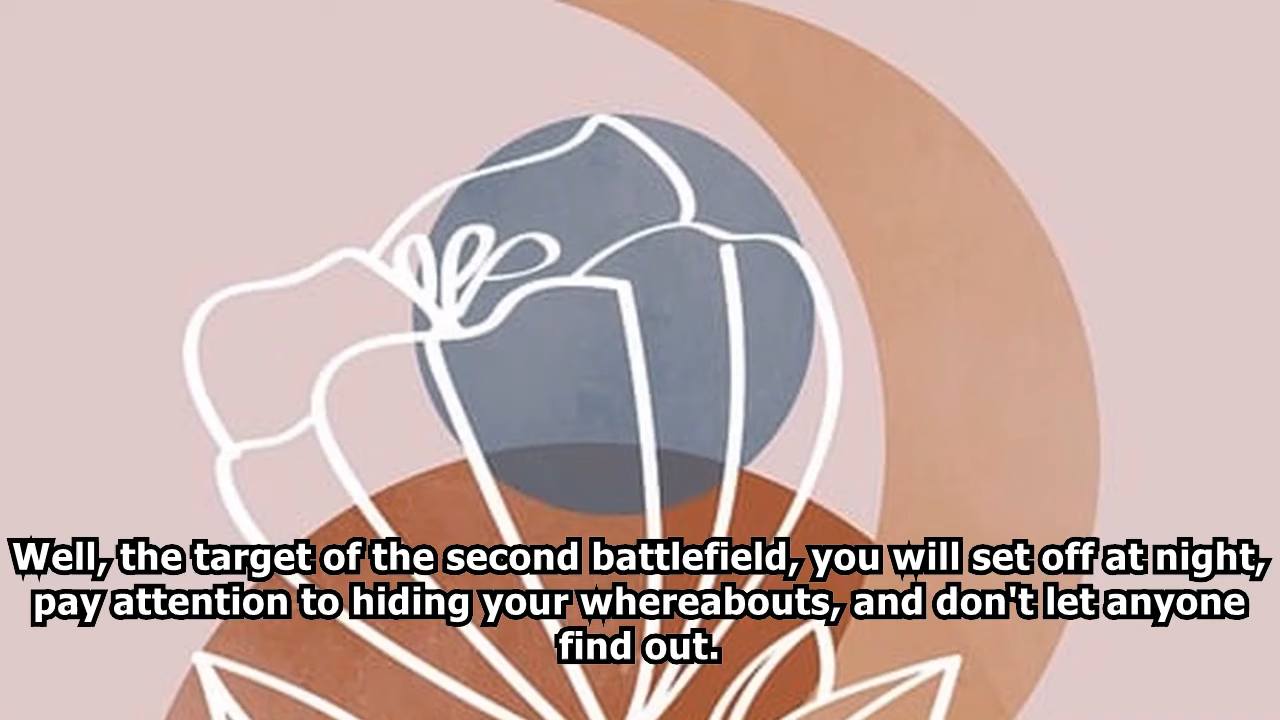 Well, the target of the second battlefield, you will set off at night,
pay attention to hiding your whereabouts, and don't let anyone
find out.